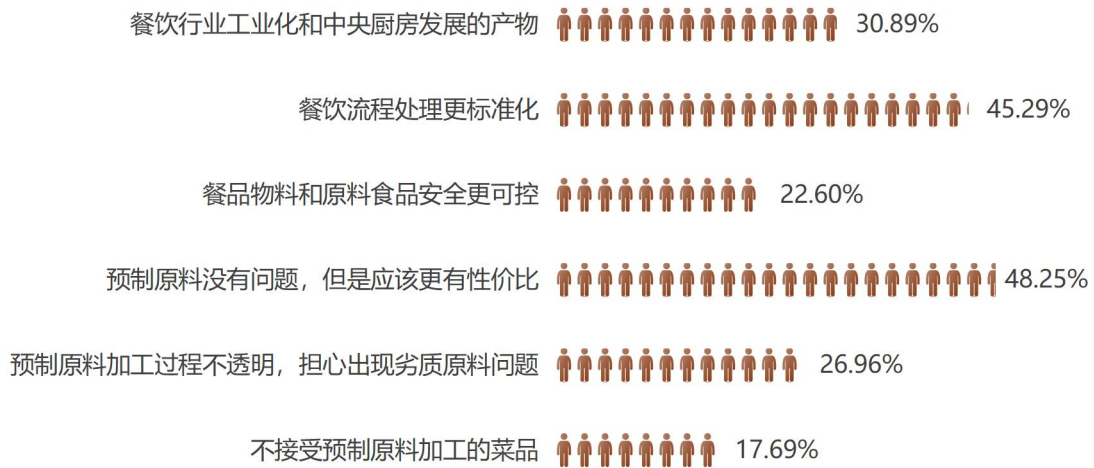 餐饮行业工业化和中央厨房发展的产物 30.89%
餐饮流程处理更标准化 45.29%
餐品物料和原料食品安全更可控 22.60%
预制原料没有问题，但是应该更有性价比 48.25%
预制原料加工过程不透明，担心出现劣质原料问题 26.96%
不接受预制原料加工的菜品 17.69%